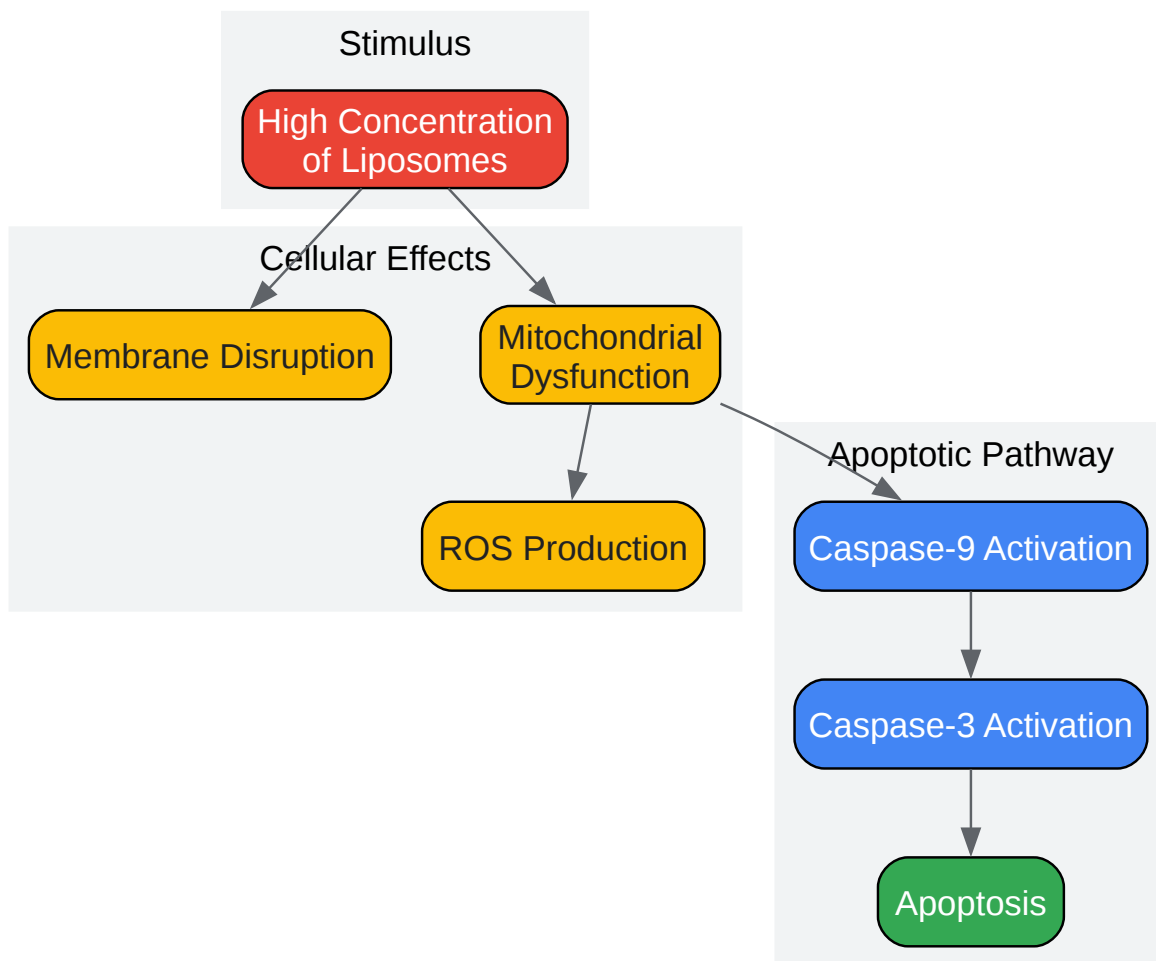 Stimulus
High Concentration
of Liposomes
Cellular Effects
Membrane Disruption
Mitochondrial
Dysfunction
Apoptotic Pathway
ROS Production
Caspase-9 Activation
Caspase-3 Activation
Apoptosis